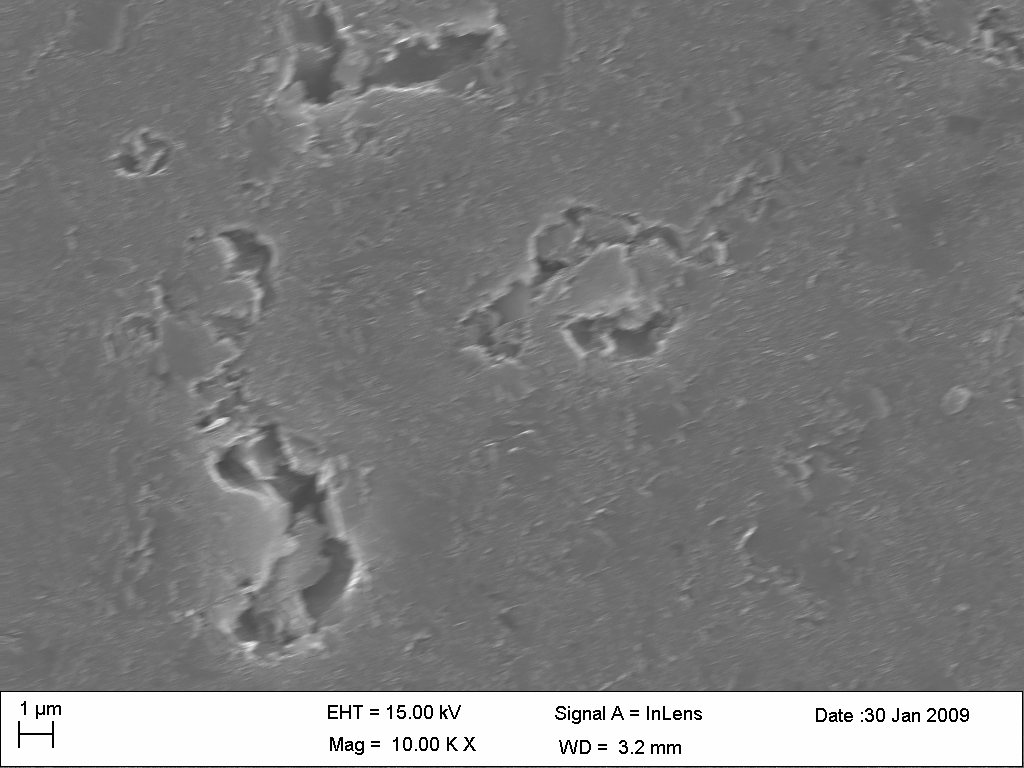 1 µm
EHT = 15.00 kV
Signal A = InLens
Date :30 Jan 2009
Mag = 10.00 K X
WD = 3.2 mm